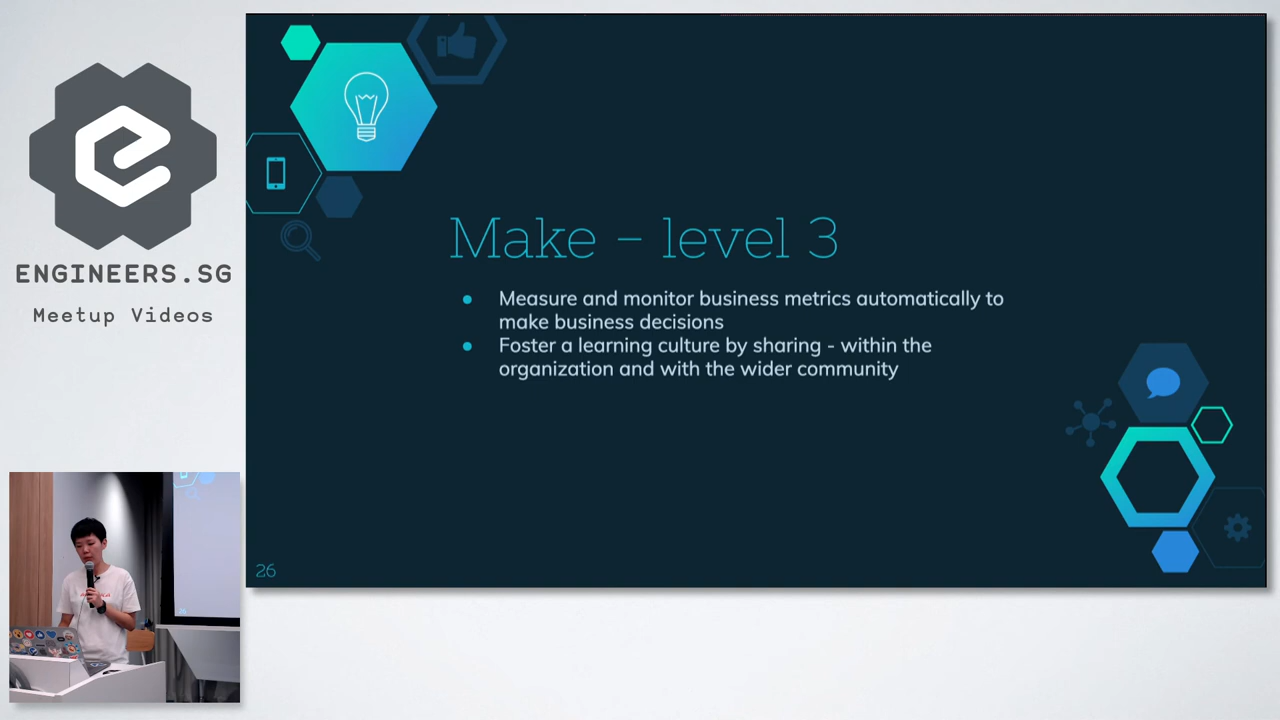 ENGINEERS.SG
Meetup Videos
Make – level 3
● Measure and monitor business metrics automatically to
make business decisions
● Foster a learning culture by sharing - within the
organization and with the wider community
26